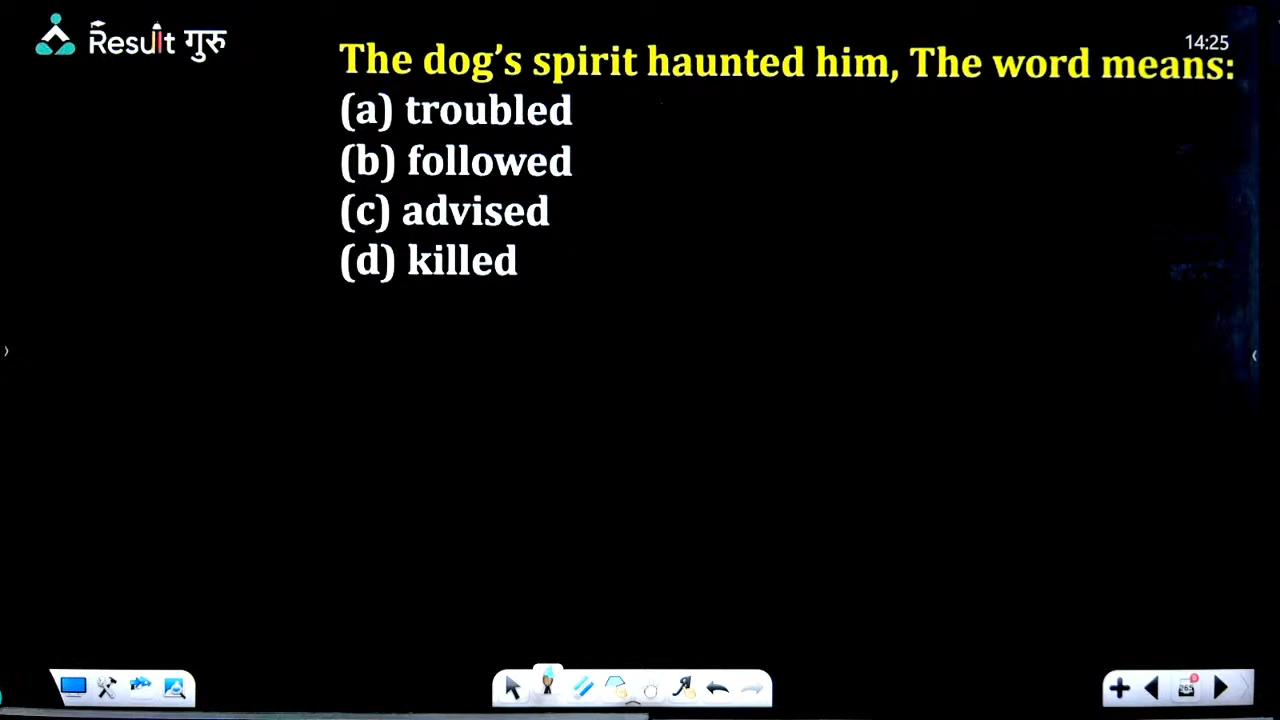 Result गुरु
14:25
The dog’s spirit haunted him, The word means:
(a) troubled
(b) followed
(c) advised
(d) killed